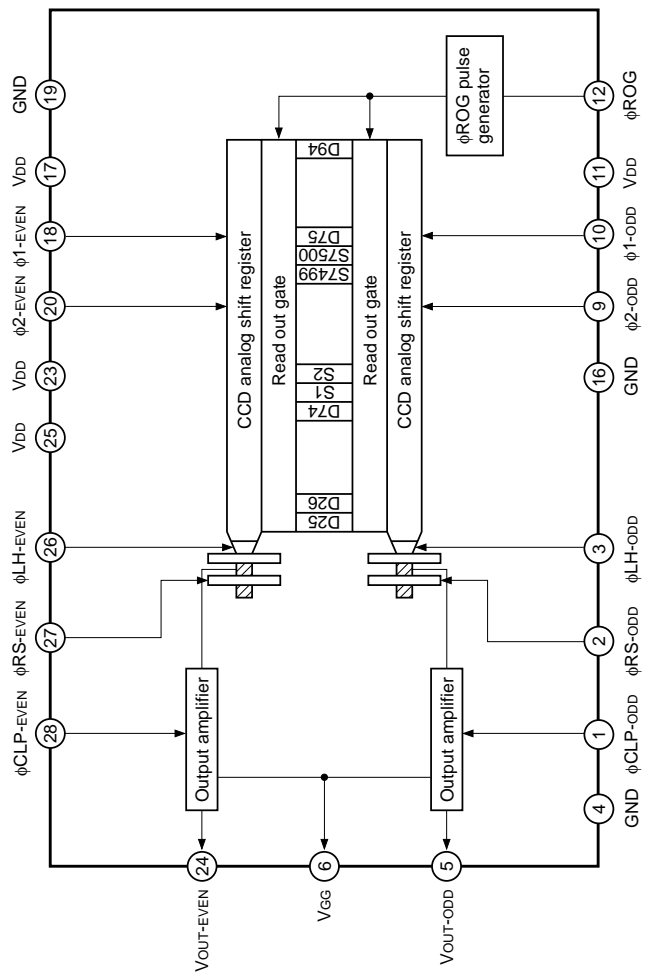 GND
19
VDD
17
φ1-EVEN
18
φ2-EVEN
20
VDD
23
VDD
25
φLH-EVEN
26
φRS-EVEN
27
φCLP-EVEN
28
CCD analog shift register
Read out gate
D25
D26
D74
S1
S2
S7499
S7500
D75
D94
Read out gate
CCD analog shift register
φROG pulse
generator
Output amplifier
Output amplifier
24
VOUT-EVEN
6
VGG
5
VOUT-ODD
12
φROG
11
VDD
10
φ1-ODD
9
φ2-ODD
16
GND
3
φLH-ODD
2
φRS-ODD
1
φCLP-ODD
4
GND